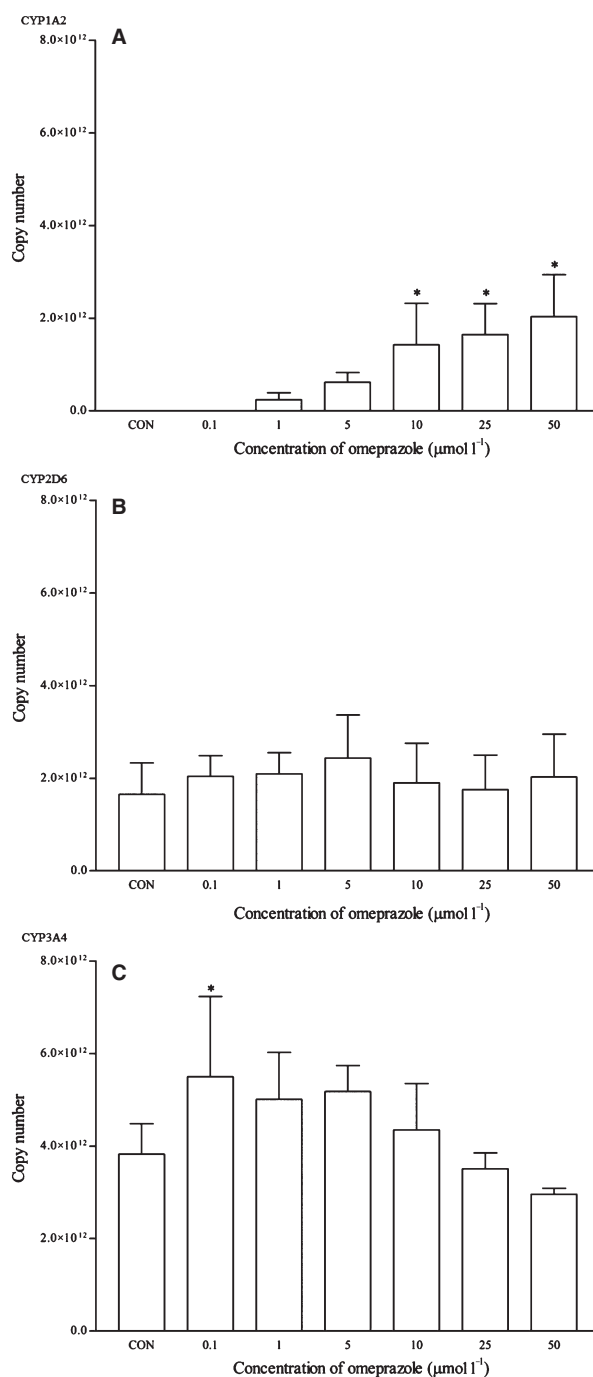 CYP1A2
A
8.0×10¹²
6.0×10¹²
4.0×10¹²
2.0×10¹²
0.0
Copy number
* * *
CON 0.1 1 5 10 25 50
Concentration of omeprazole (μmol l⁻¹)
CYP2D6
B
8.0×10¹²
6.0×10¹²
4.0×10¹²
2.0×10¹²
0.0
Copy number
CON 0.1 1 5 10 25 50
Concentration of omeprazole (μmol l⁻¹)
CYP3A4
C
8.0×10¹²
6.0×10¹²
4.0×10¹²
2.0×10¹²
0.0
Copy number
*
CON 0.1 1 5 10 25 50
Concentration of omeprazole (μmol l⁻¹)